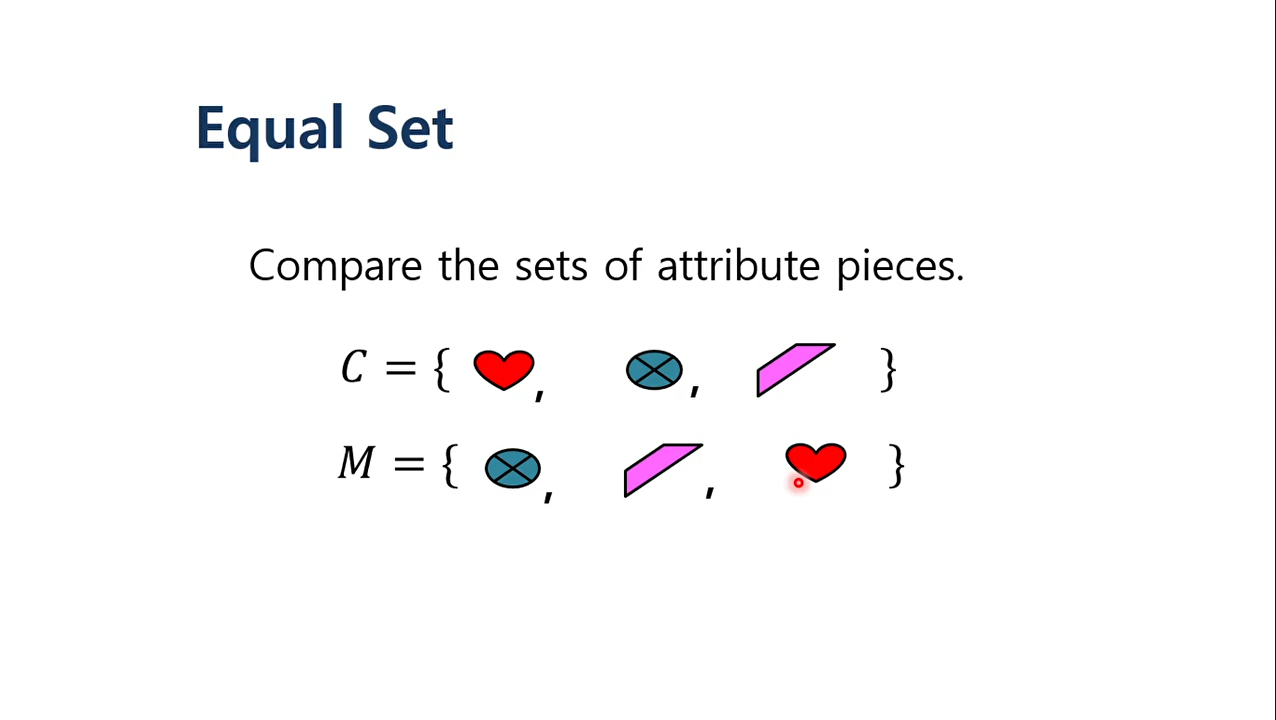 Equal Set
Compare the sets of attribute pieces.
C = { , , }
M = { , , }